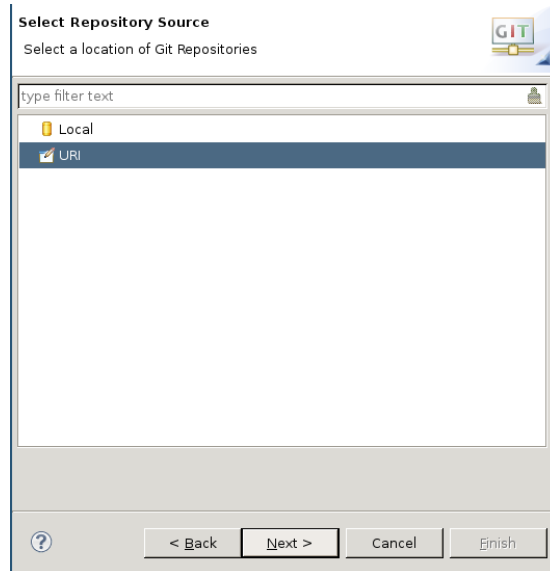 Select Repository Source
Select a location of Git Repositories
GIT
type filter text
Local
URI
?
< Back
Next >
Cancel
Finish